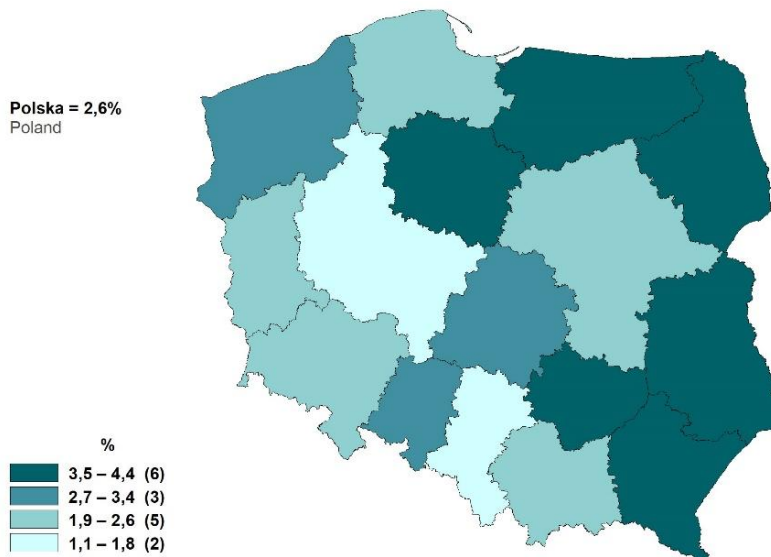 Polska = 2,6%
Poland
%
3,5 – 4,4 (6)
2,7 – 3,4 (3)
1,9 – 2,6 (5)
1,1 – 1,8 (2)